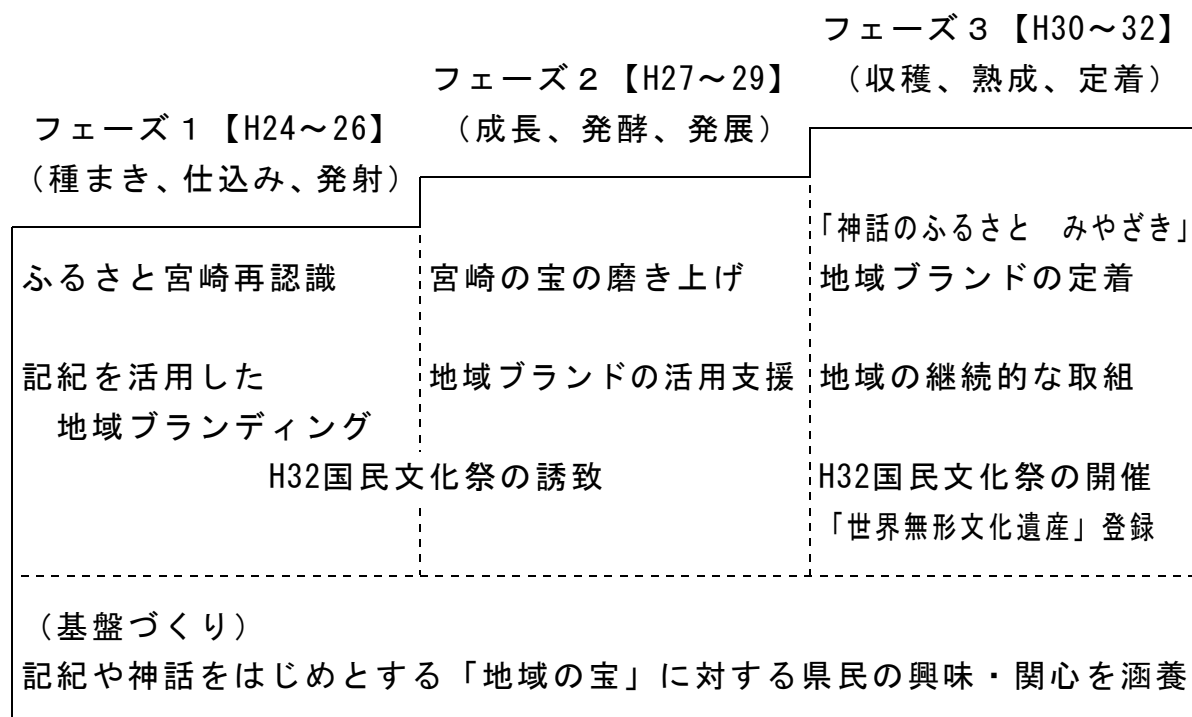 フェーズ１【H24～26】
（種まき、仕込み、発射）
ふるさと宮崎再認識
記紀を活用した
地域ブランディング
フェーズ２【H27～29】
（成長、発酵、発展）
宮崎の宝の磨き上げ
地域ブランドの活用支援
H32国民文化祭の誘致
フェーズ３【H30～32】
（収穫、熟成、定着）
「神話のふるさと　みやざき」
地域ブランドの定着
地域の継続的な取組
H32国民文化祭の開催
「世界無形文化遺産」登録
（基盤づくり）
記紀や神話をはじめとする「地域の宝」に対する県民の興味・関心を涵養